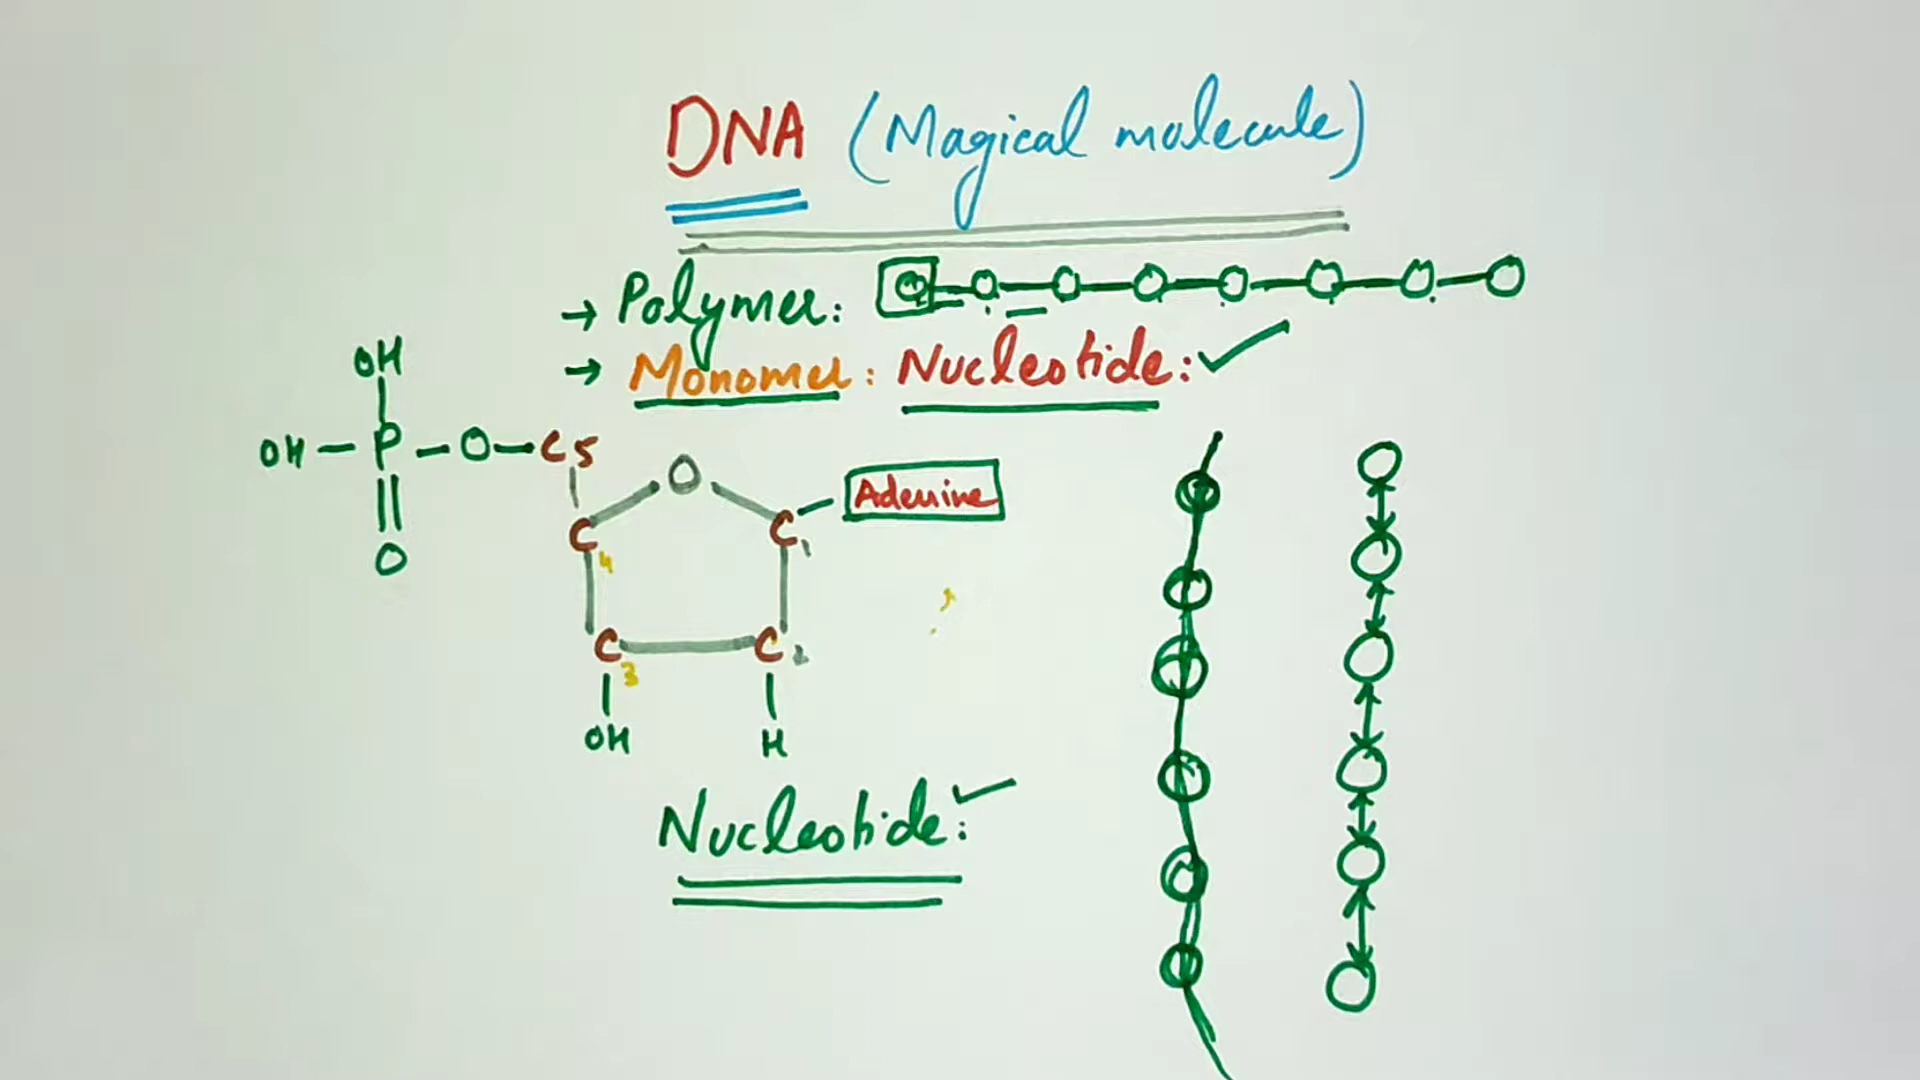 DNA (Magical molecule)
→ Polymer:
→ Monomer: Nucleotide: ✓
OH
OH - P - O - C5
O
O
Adenine
C4
C1
C3
C2
OH
H
Nucleotide: ✓